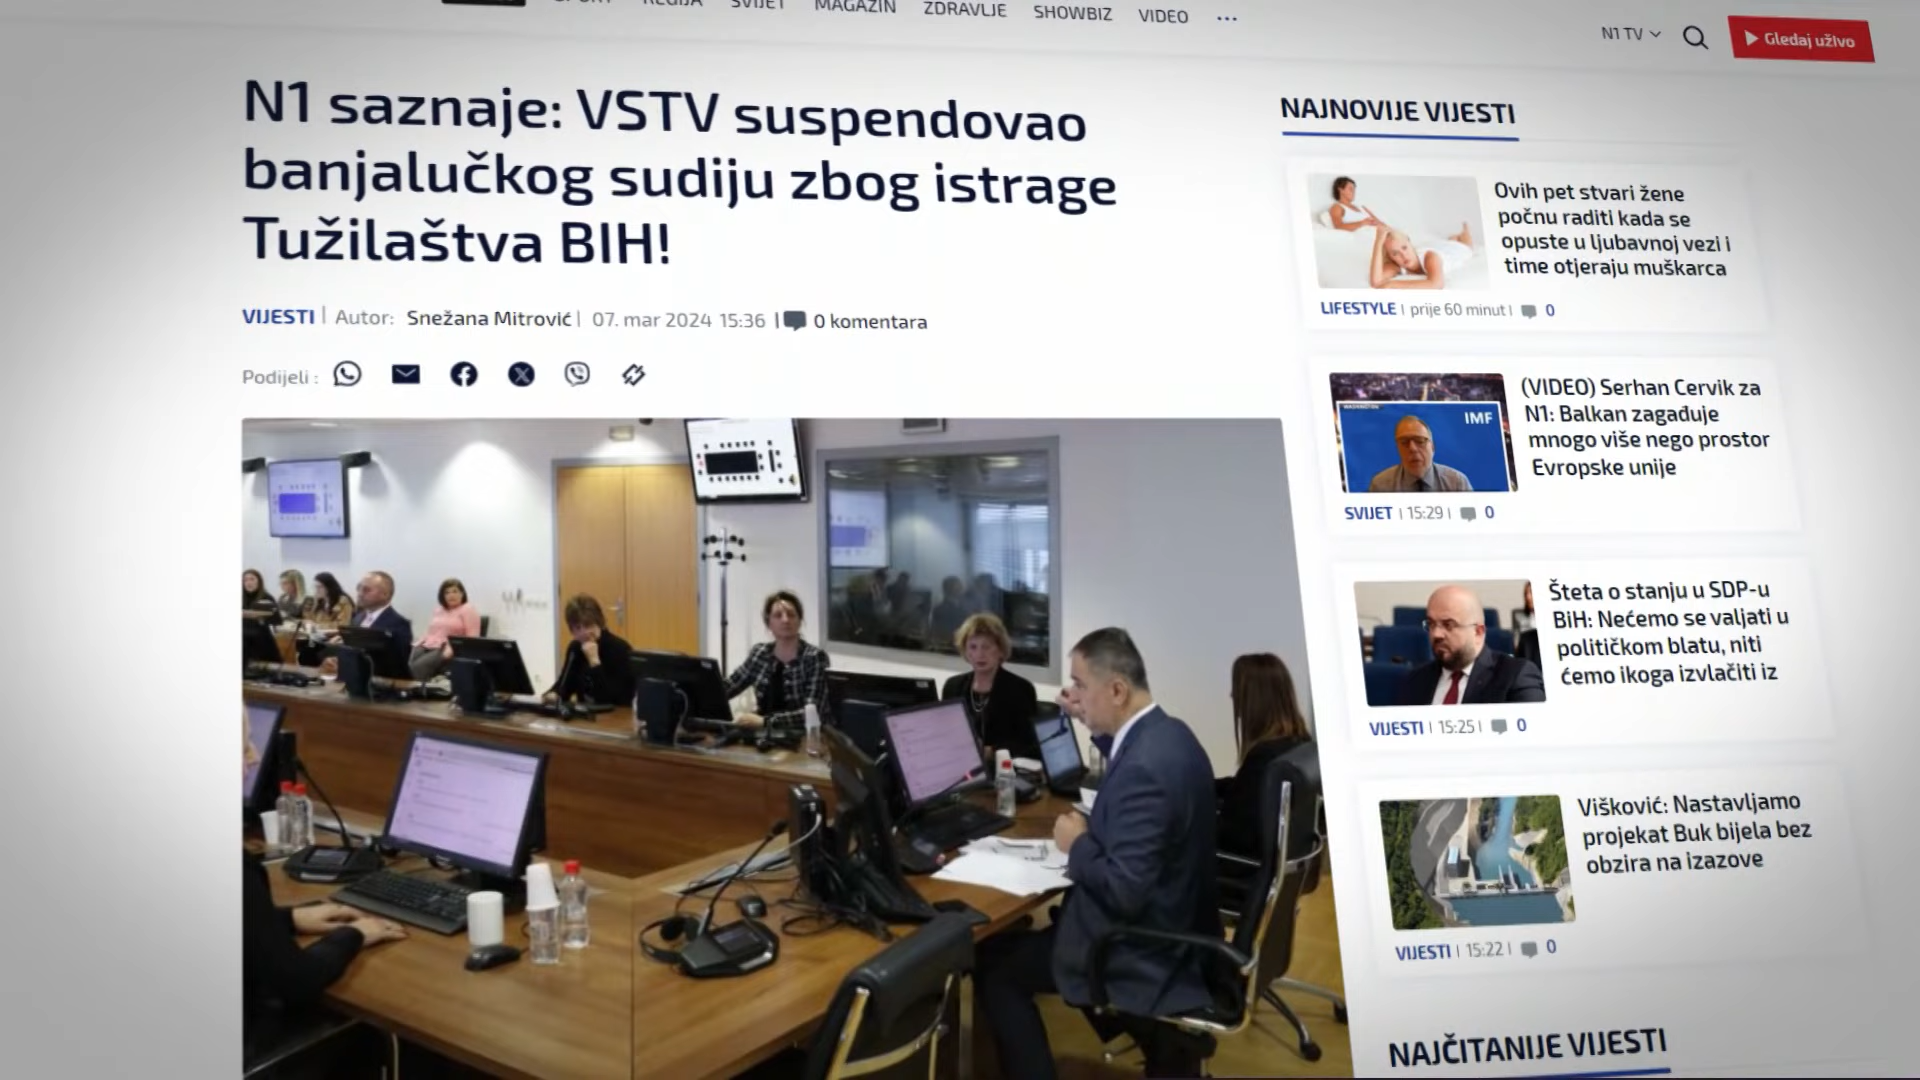 SPORT REGIJA SVIJET MAGAZIN ZDRAVLJE SHOWBIZ VIDEO
N1 TV
Gledaj uživo
N1 saznaje: VSTV suspendovao
banjalučkog sudiju zbog istrage
Tužilaštva BIH!
VIJESTI | Autor: Snežana Mitrović | 07. mar 2024 15:36 | 0 komentara
Podijeli :
NAJNOVIJE VIJESTI
Ovih pet stvari žene
počnu raditi kada se
opuste u ljubavnoj vezi i
time otjeraju muškarca
LIFESTYLE | prije 60 minut | 0
IMF
(VIDEO) Serhan Cervik za
N1: Balkan zagađuje
mnogo više nego prostor
Evropske unije
SVIJET | 15:29 | 0
Šteta o stanju u SDP-u
BiH: Nećemo se valjati u
političkom blatu, niti
ćemo ikoga izvlačiti iz
VIJESTI | 15:25 | 0
Višković: Nastavljamo
projekat Buk bijela bez
obzira na izazove
VIJESTI | 15:22 | 0
NAJČITANIJE VIJESTI